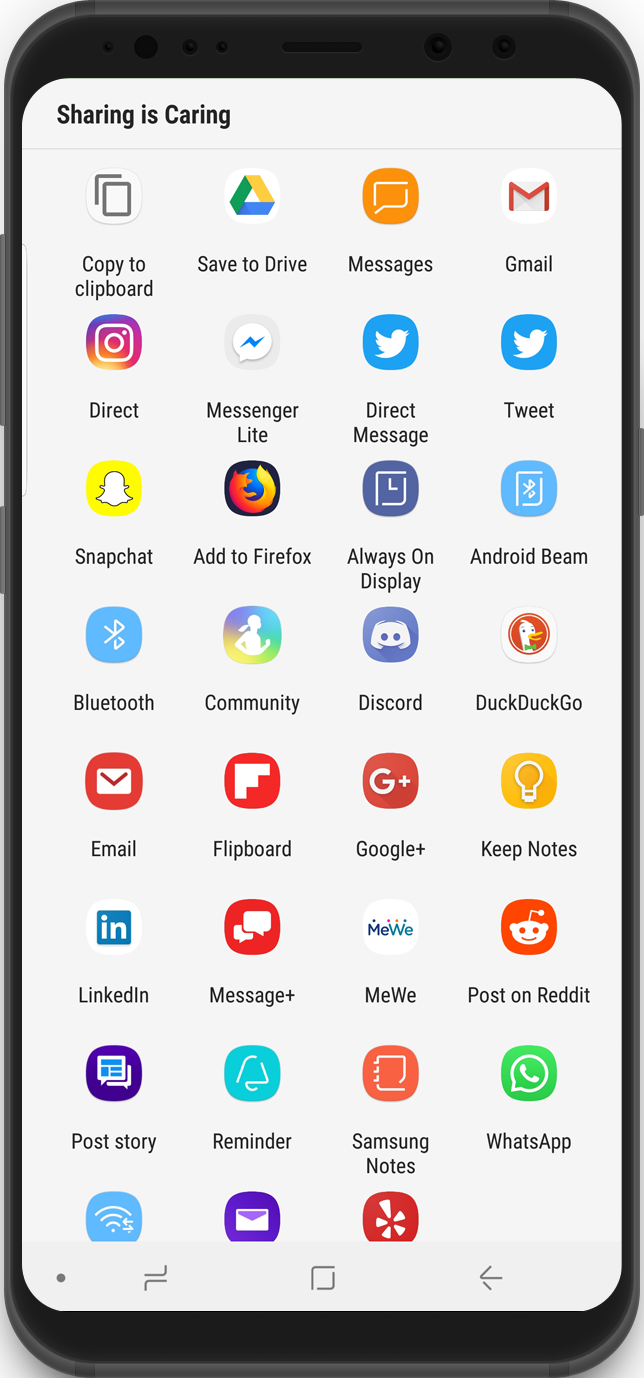 Sharing is Caring
Copy to
clipboard
Save to Drive
Messages
Gmail
Direct
Messenger
Lite
Direct
Message
Tweet
Snapchat
Add to Firefox
Always On
Display
Android Beam
Bluetooth
Community
Discord
DuckDuckGo
Email
Flipboard
G+
Google+
Keep Notes
in
LinkedIn
Message+
MeWe
MeWe
Post on Reddit
Post story
Reminder
Samsung
Notes
WhatsApp